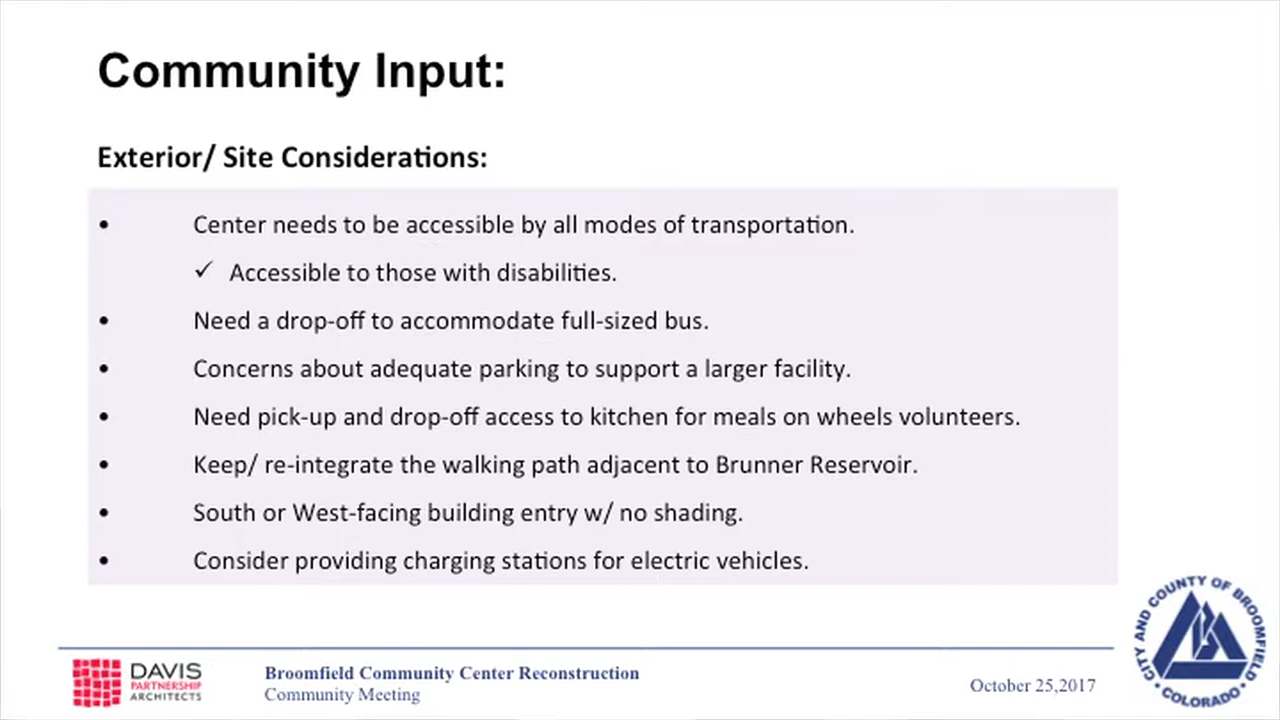 Community Input:
Exterior/ Site Considerations:
• Center needs to be accessible by all modes of transportation.
✓ Accessible to those with disabilities.
• Need a drop-off to accommodate full-sized bus.
• Concerns about adequate parking to support a larger facility.
• Need pick-up and drop-off access to kitchen for meals on wheels volunteers.
• Keep/ re-integrate the walking path adjacent to Brunner Reservoir.
• South or West-facing building entry w/ no shading.
• Consider providing charging stations for electric vehicles.
DAVIS
PARTNERSHIP
ARCHITECTS
Broomfield Community Center Reconstruction
Community Meeting
October 25,2017
CITY AND COUNTY OF BROOMFIELD
• COLORADO •